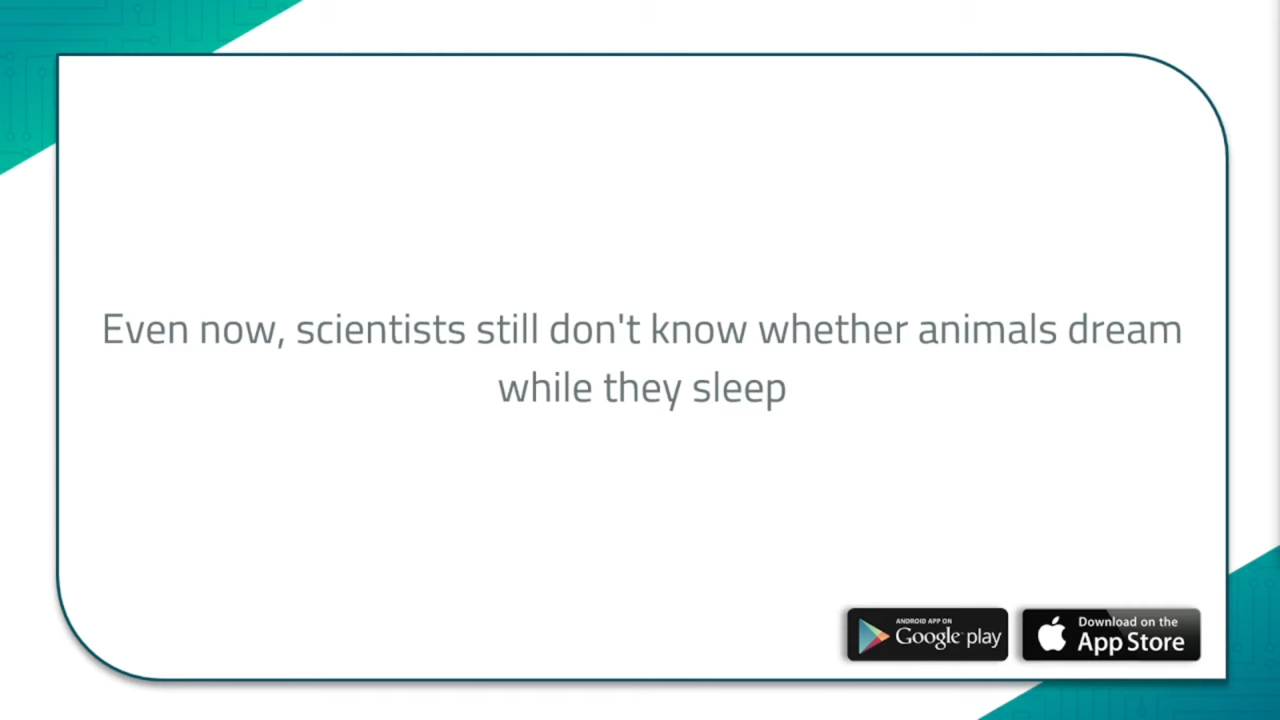 Even now, scientists still don't know whether animals dream
while they sleep
ANDROID APP ON
Google play
Download on the
App Store